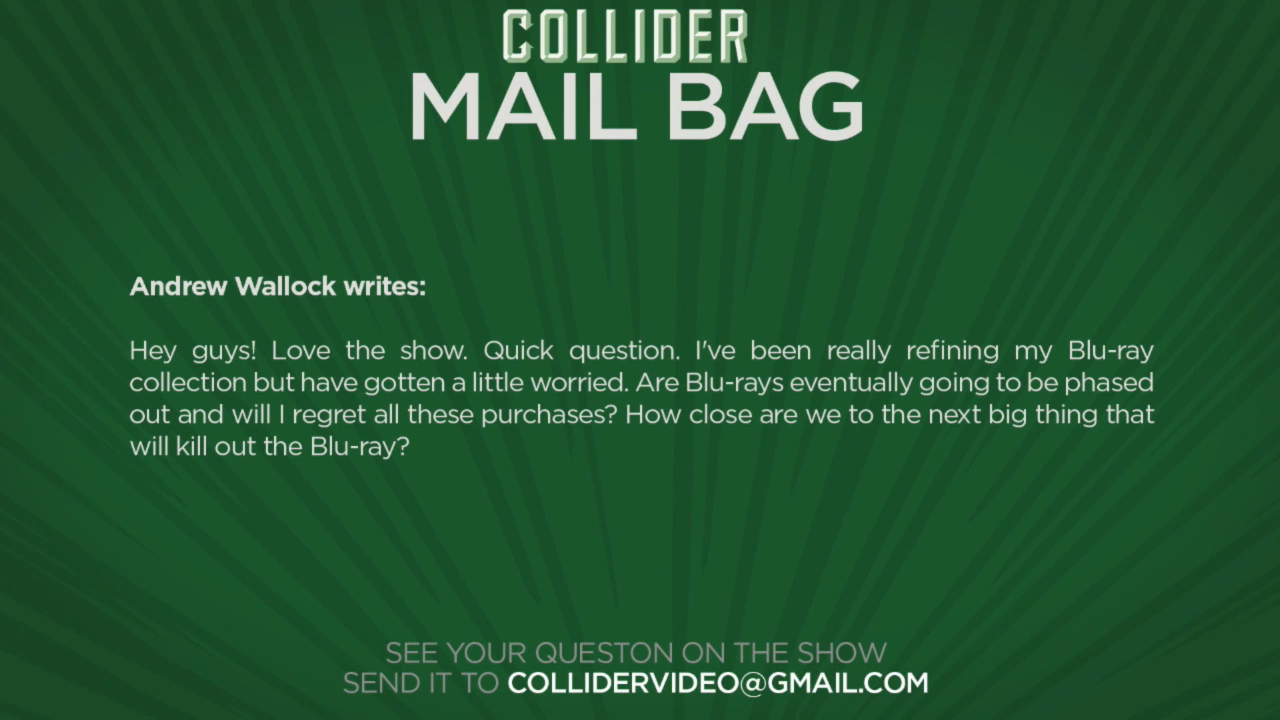 COLLIDER
MAIL BAG
Andrew Wallock writes:
Hey guys! Love the show. Quick question. I've been really refining my Blu-ray
collection but have gotten a little worried. Are Blu-rays eventually going to be phased
out and will I regret all these purchases? How close are we to the next big thing that
will kill out the Blu-ray?
SEE YOUR QUESTON ON THE SHOW
SEND IT TO COLLIDERVIDEO@GMAIL.COM